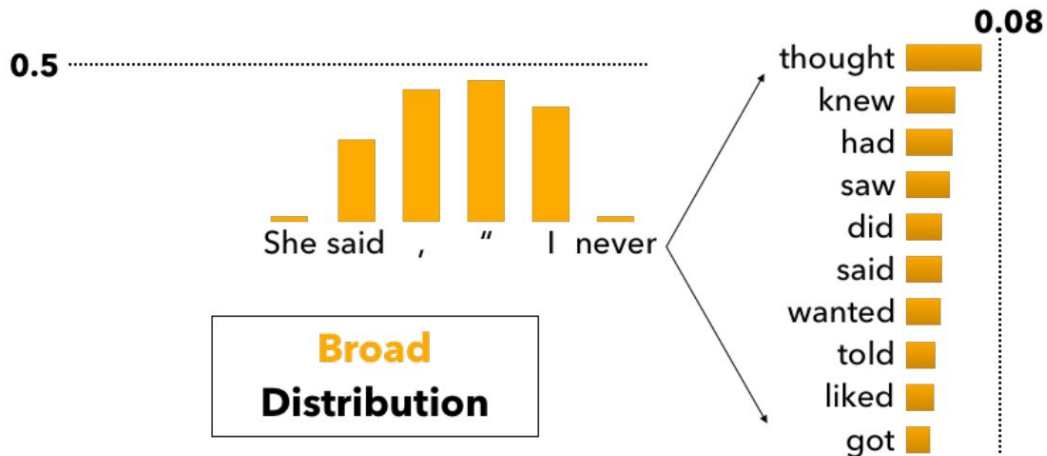 0.5
She said , “ I never
Broad
Distribution
0.08
thought
knew
had
saw
did
said
wanted
told
liked
got